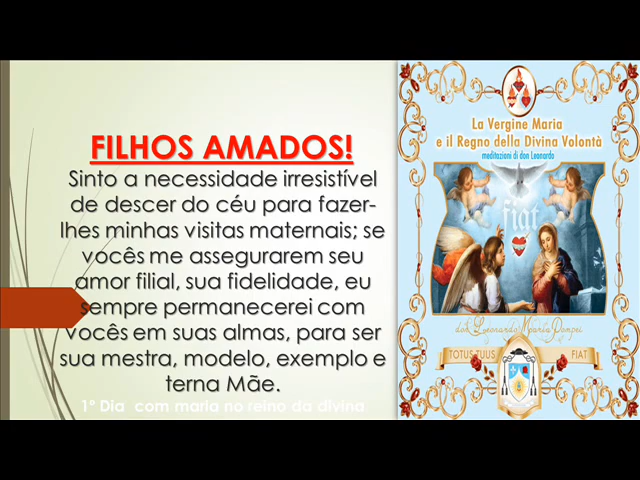 FILHOS AMADOS!
Sinto a necessidade irresistível
de descer do céu para fazer-
lhes minhas visitas maternais; se
vocês me assegurarem seu
amor filial, sua fidelidade, eu
sempre permanecerei com
vocês em suas almas, para ser
sua mestra, modelo, exemplo e
terna Mãe.
1° Dia com maria no reino da divina
La Vergine Maria
e il Regno della Divina Volontà
meditazioni di don Leonardo
fiat
don Leonardo Maria Pompei
TOTUS TUUS FIAT